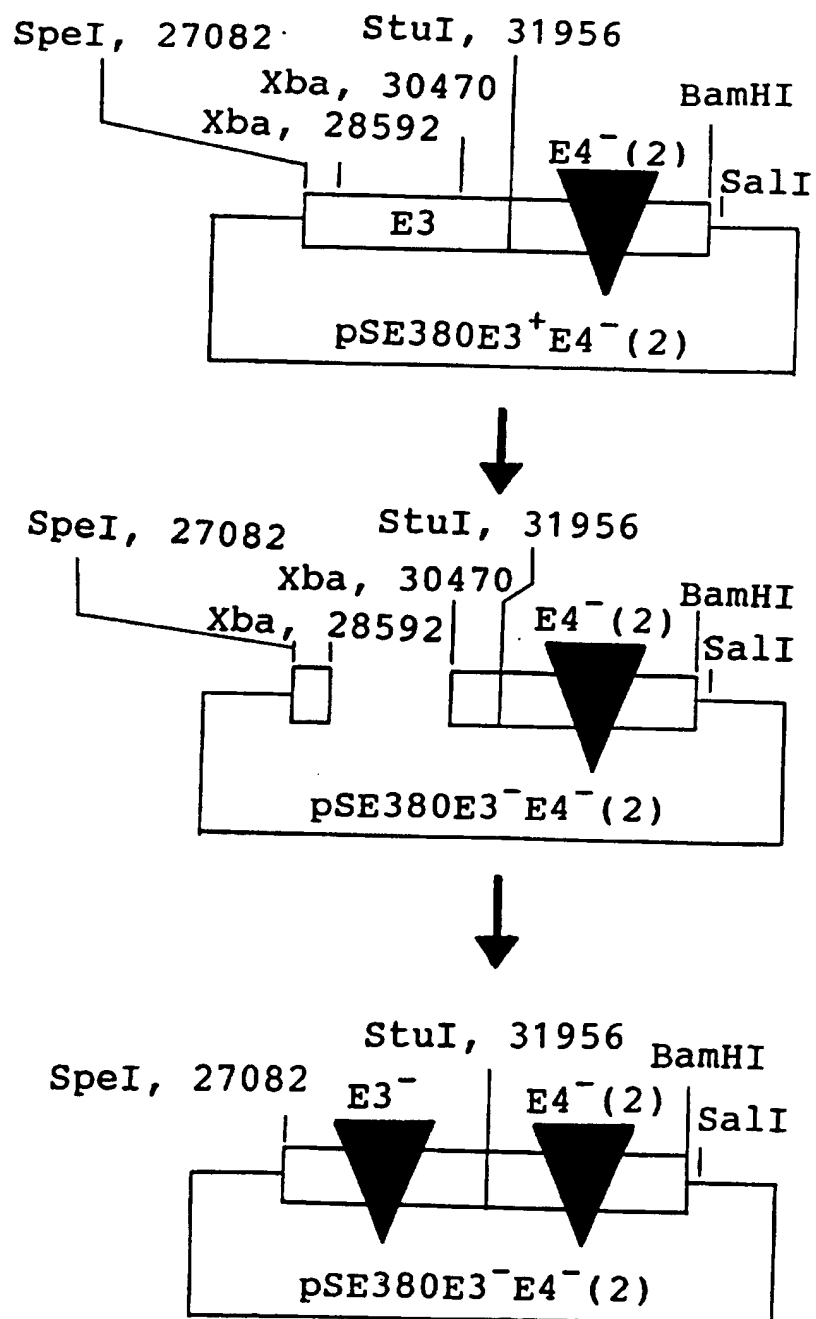 SpeI, 27082
StuI, 31956
Xba, 30470
BamHI
Xba, 28592
E4⁻(2)
SalI
E3
pSE380E3⁺E4⁻(2)
SpeI, 27082
StuI, 31956
Xba, 30470
BamHI
Xba, 28592
E4⁻(2)
SalI
pSE380E3⁻E4⁻(2)
StuI, 31956
BamHI
SpeI, 27082
E3⁻
E4⁻(2)
SalI
pSE380E3⁻E4⁻(2)